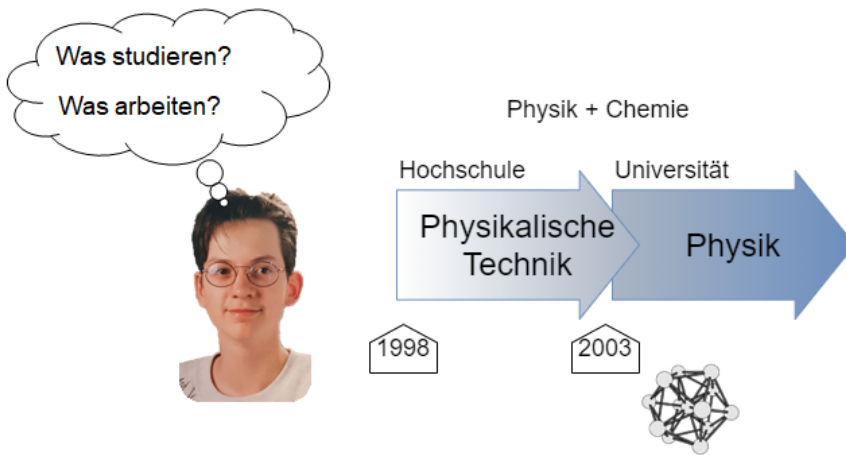 Was studieren?
Was arbeiten?
Physik + Chemie
Hochschule
Universität
Physikalische
Technik
Physik
1998
2003